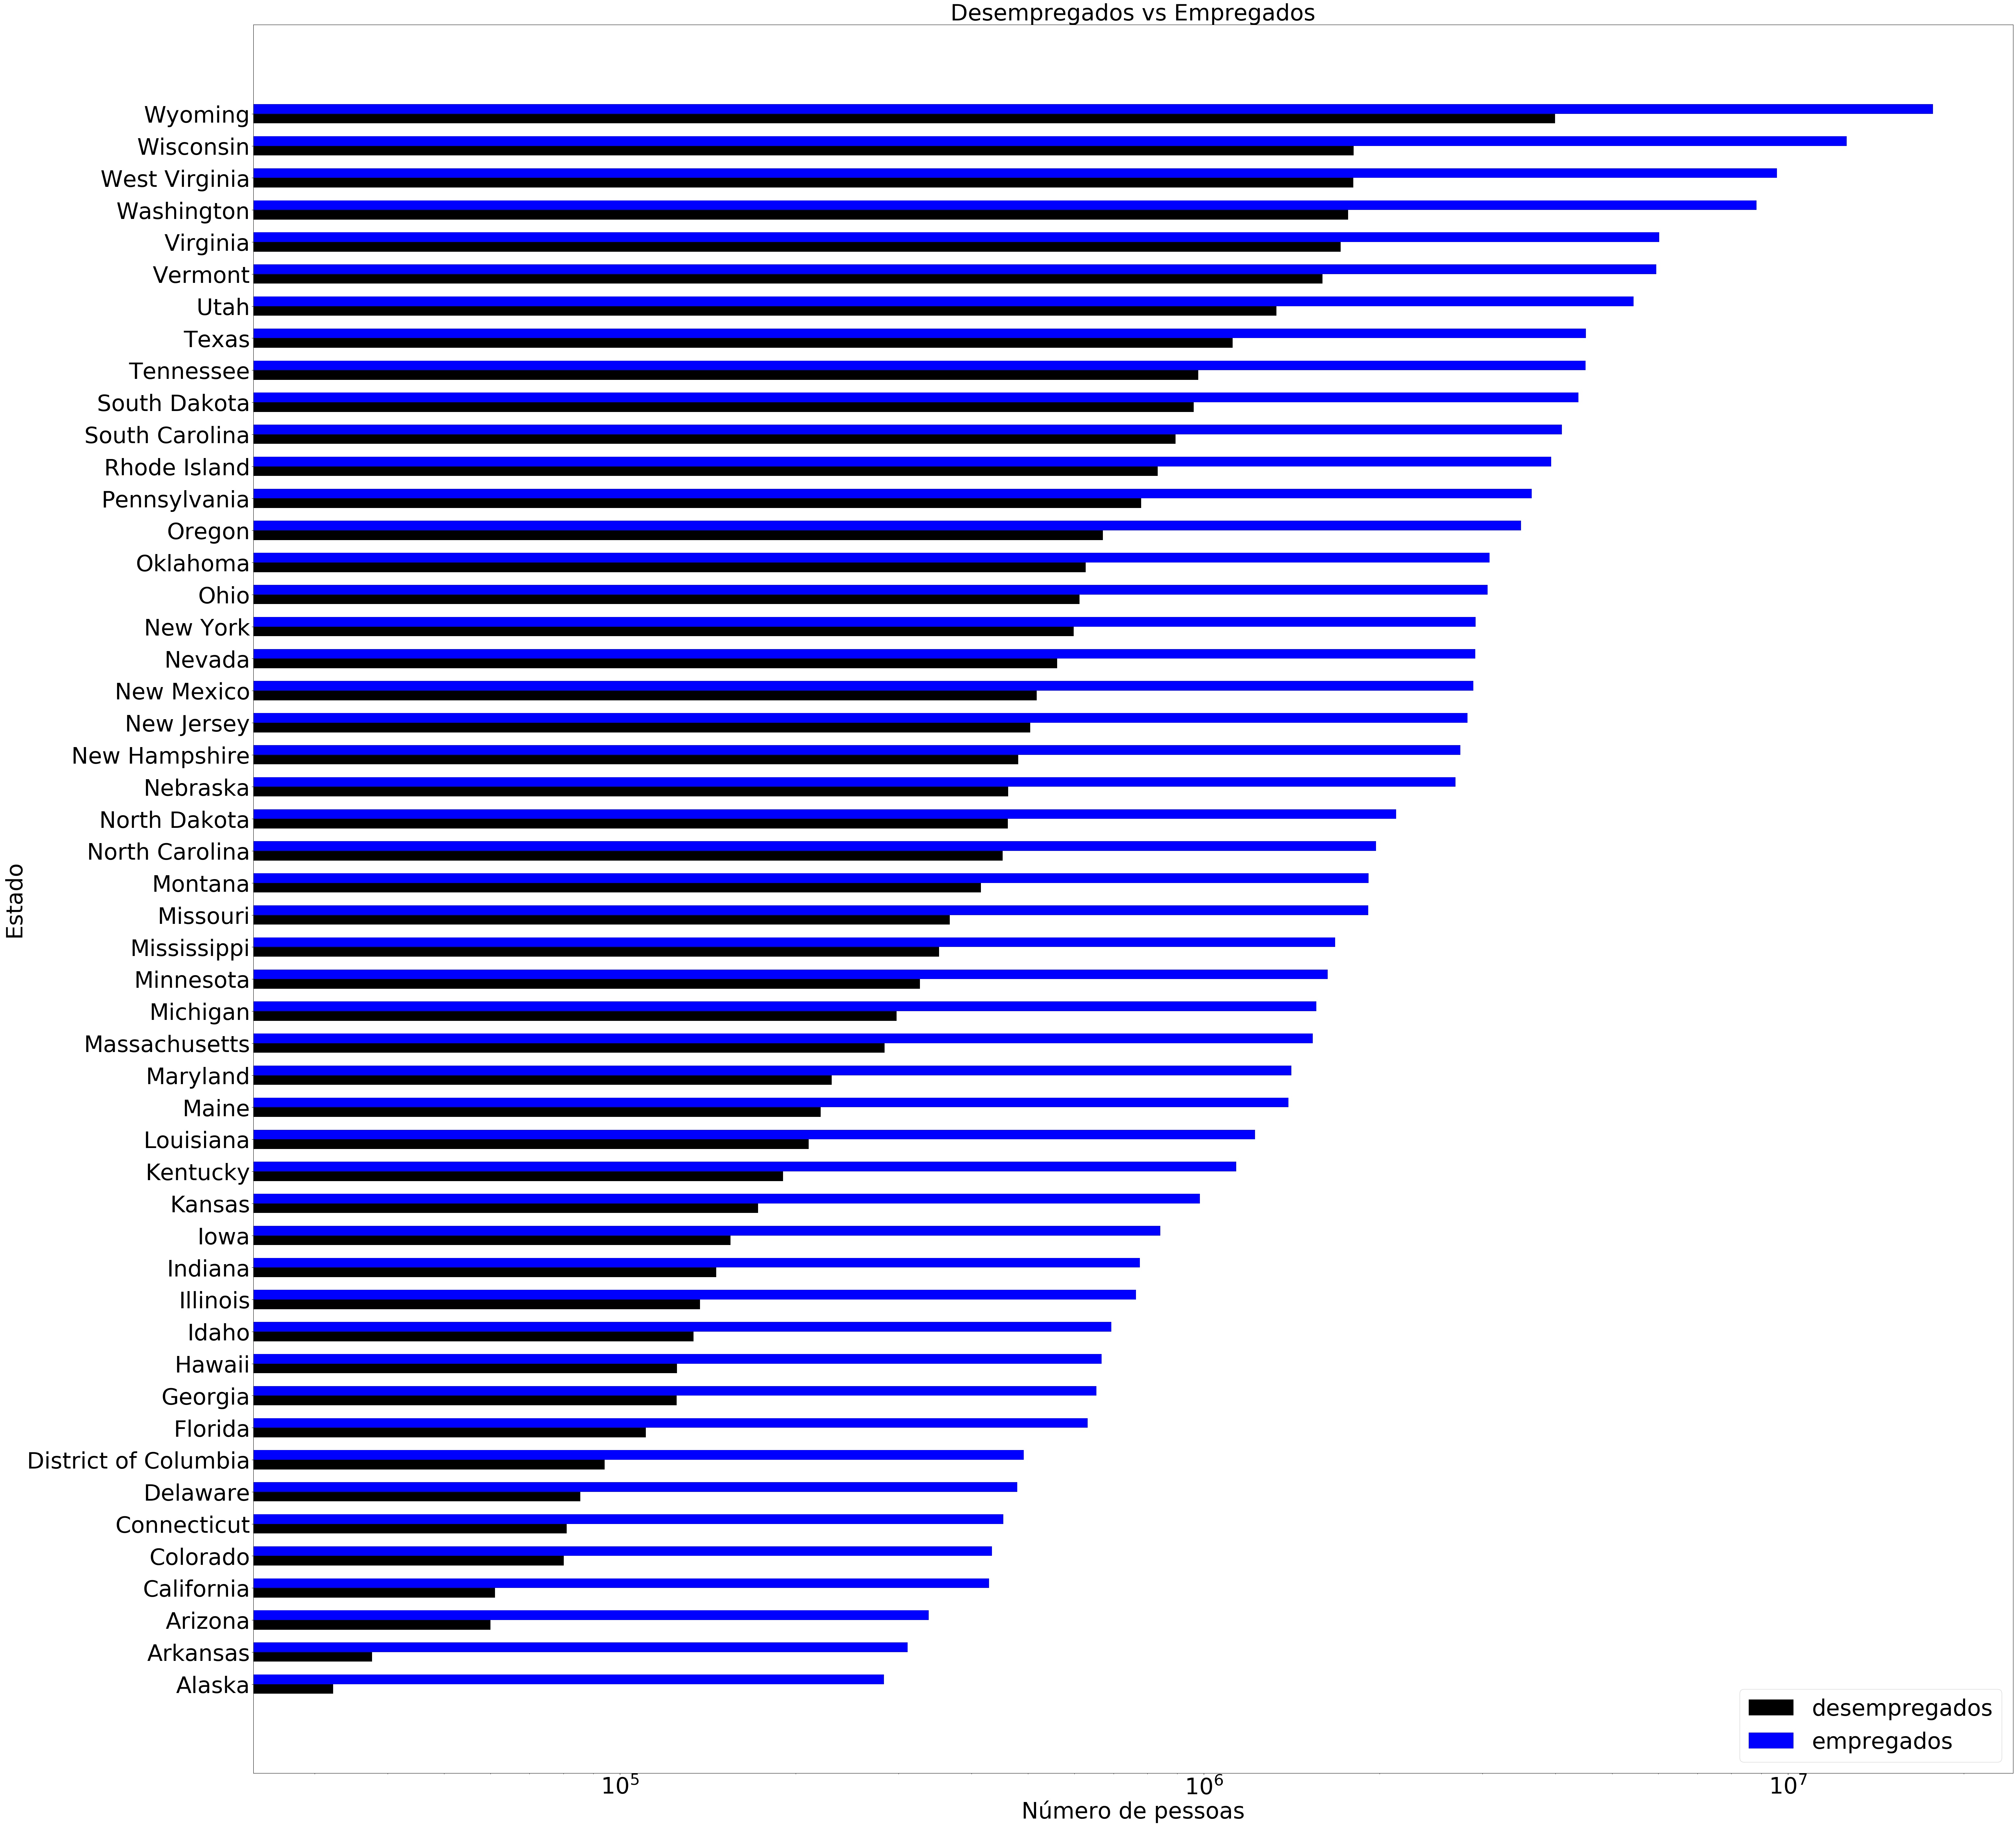 Desempregados vs Empregados
Wyoming
Wisconsin
West Virginia
Washington
Virginia
Vermont
Utah
Texas
Tennessee
South Dakota
South Carolina
Rhode Island
Pennsylvania
Oregon
Oklahoma
Ohio
New York
Nevada
New Mexico
New Jersey
New Hampshire
Nebraska
North Dakota
North Carolina
Montana
Missouri
Mississippi
Minnesota
Michigan
Massachusetts
Maryland
Maine
Louisiana
Kentucky
Kansas
Iowa
Indiana
Illinois
Idaho
Hawaii
Georgia
Florida
District of Columbia
Delaware
Connecticut
Colorado
California
Arizona
Arkansas
Alaska
Estado
desempregados
empregados
10⁵ 10⁶ 10⁷
Número de pessoas